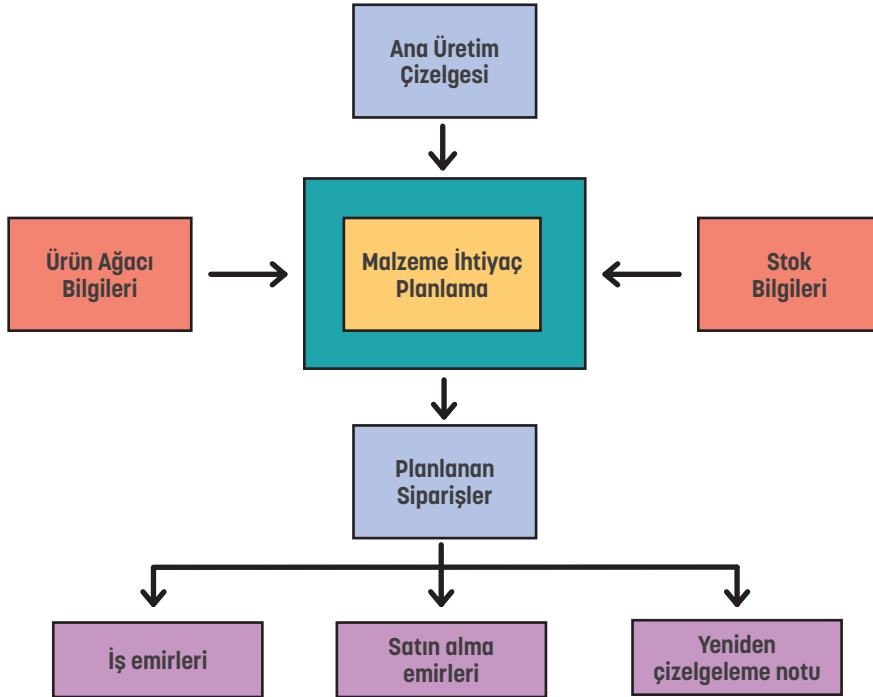 Ana Üretim
Çizelgesi
Ürün Ağacı
Bilgileri
Malzeme İhtiyaç
Planlama
Stok
Bilgileri
Planlanan
Siparişler
İş emirleri
Satın alma
emirleri
Yeniden
çizelgeleme notu